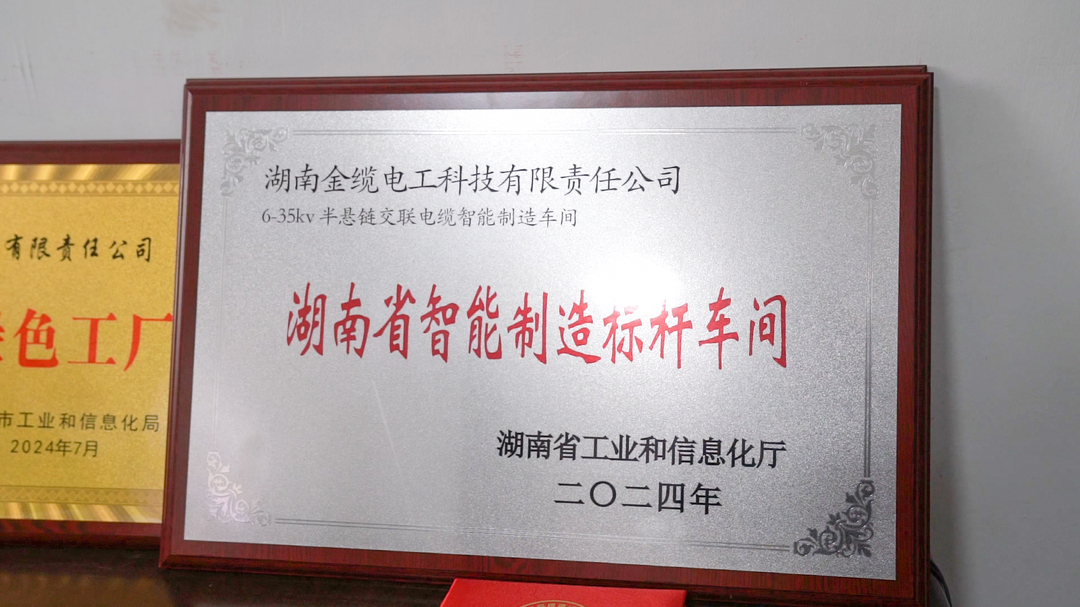 湖南金缆电工科技有限责任公司
6-35kv 半悬链交联电缆智能制造车间
湖南省智能制造标杆车间
湖南省工业和信息化厅
二〇二四年
有限责任公司
色工厂
市工业和信息化局
2024年7月